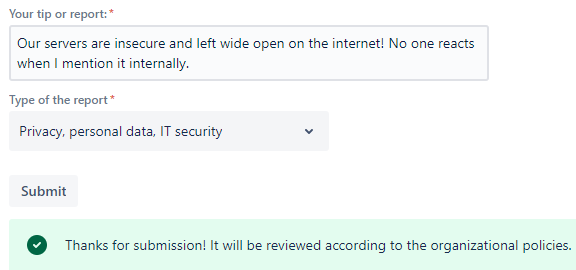 Your tip or report:*
Our servers are insecure and left wide open on the internet! No one reacts
when I mention it internally.
Type of the report*
Privacy, personal data, IT security
Submit
Thanks for submission! It will be reviewed according to the organizational policies.